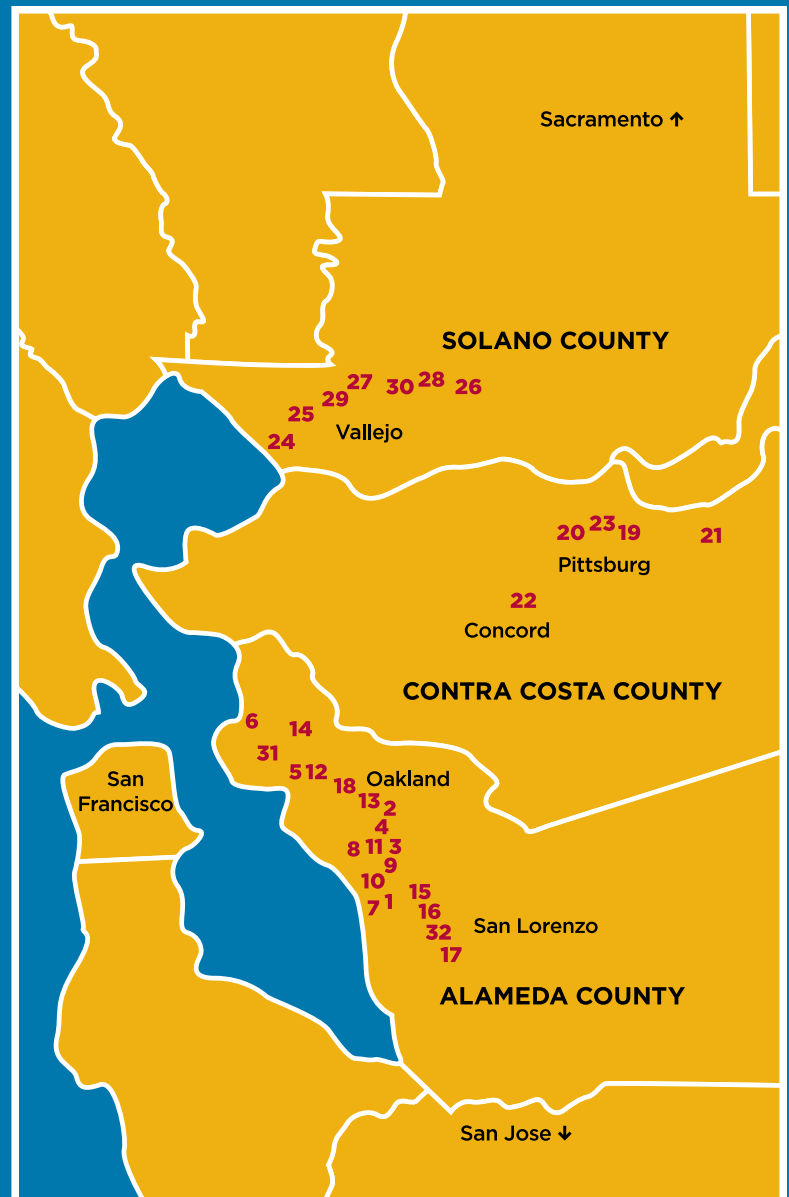 Sacramento ↑
SOLANO COUNTY
27 30 28 26
29
25
Vallejo
24
20 23 19 21
Pittsburg
22
Concord
CONTRA COSTA COUNTY
6
14
31
5 12
18
Oakland
San
Francisco
13
2
4
8 11 3
9
10
15
7 1
16
32
San Lorenzo
17
ALAMEDA COUNTY
San Jose ↓